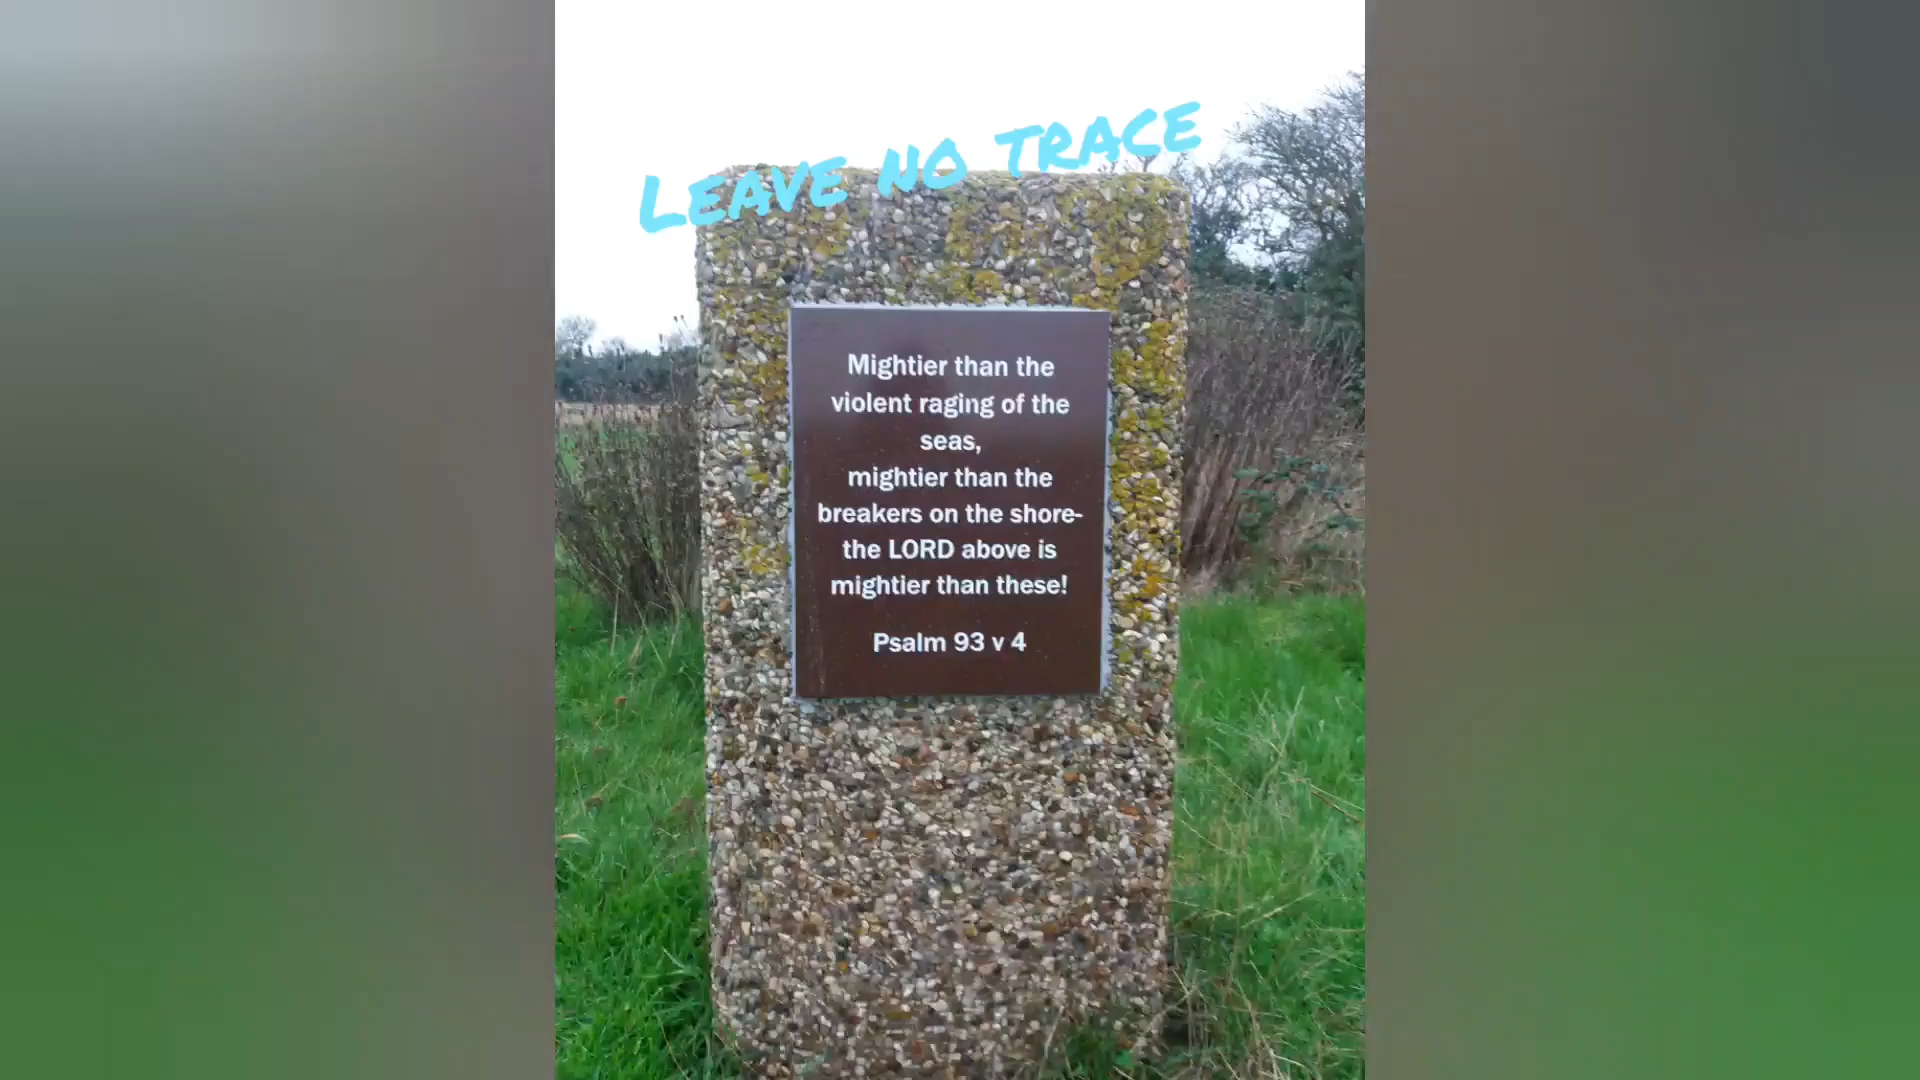 LEAVE NO TRACE
Mightier than the
violent raging of the
seas,
mightier than the
breakers on the shore-
the LORD above is
mightier than these!
Psalm 93 v 4